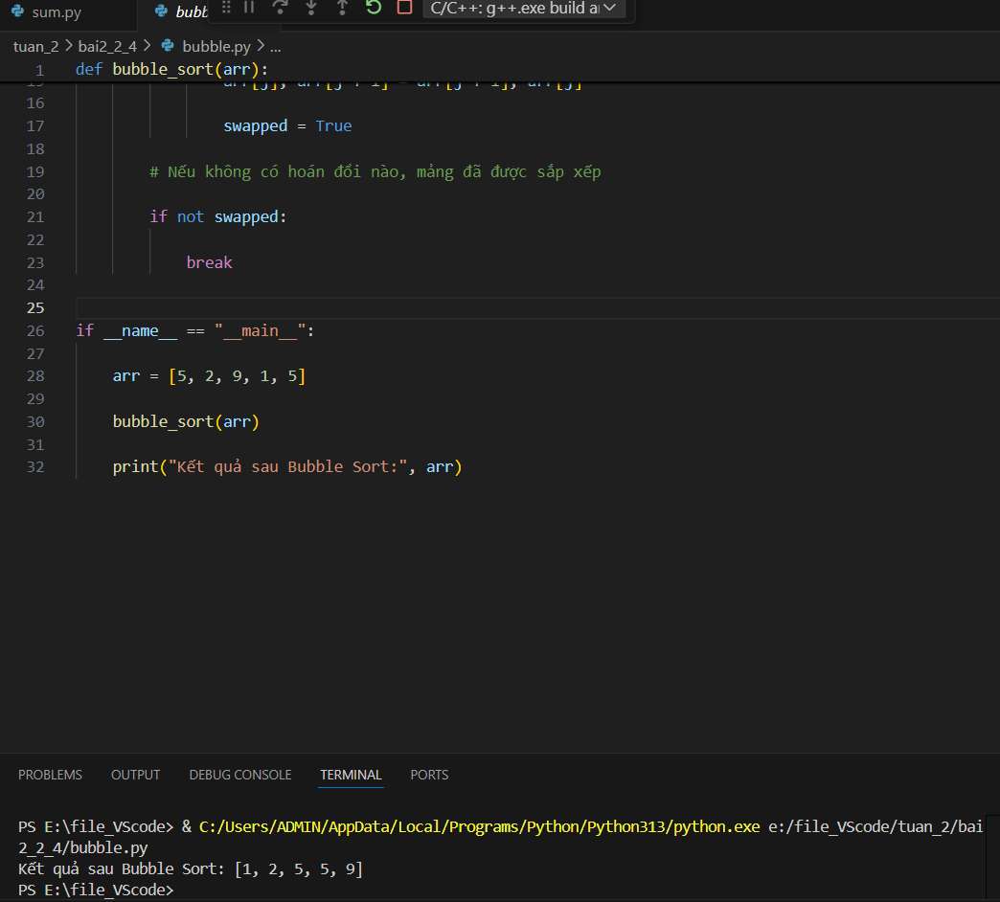 sum.py
bubb
C/C++: g++.exe build a
tuan_2 > bai2_2_4 > bubble.py > ...
1 def bubble_sort(arr):
15 arr[j], arr[j + 1] = arr[j + 1], arr[j]
16
17 swapped = True
18
19 # Nếu không có hoán đổi nào, mảng đã được sắp xếp
20
21 if not swapped:
22
23 break
24
25
26 if __name__ == "__main__":
27
28 arr = [5, 2, 9, 1, 5]
29
30 bubble_sort(arr)
31
32 print("Kết quả sau Bubble Sort:", arr)
PROBLEMS OUTPUT DEBUG CONSOLE TERMINAL PORTS
PS E:\file_VScode> & C:/Users/ADMIN/AppData/Local/Programs/Python/Python313/python.exe e:/file_VScode/tuan_2/bai
2_2_4/bubble.py
Kết quả sau Bubble Sort: [1, 2, 5, 5, 9]
PS E:\file_VScode>